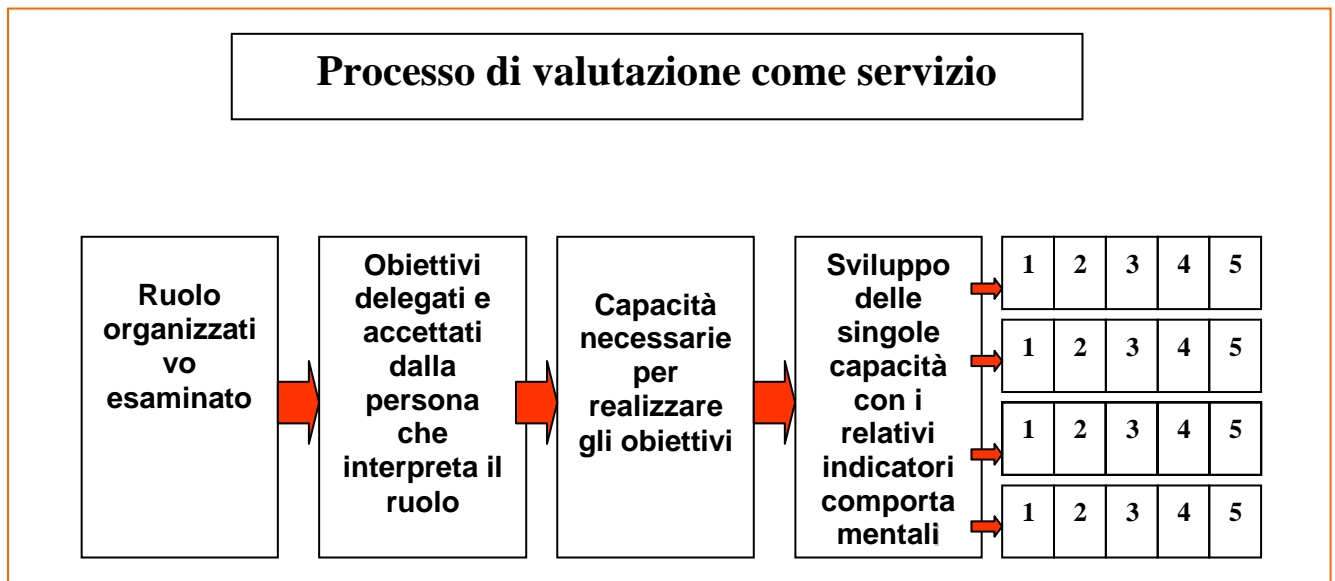 Processo di valutazione come servizio
Ruolo
organizzati
vo
esaminato
Obiettivi
delegati e
accettati
dalla
persona
che
interpreta il
ruolo
Capacità
necessarie
per
realizzare
gli obiettivi
Sviluppo
delle
singole
capacità
con i
relativi
indicatori
comporta
mentali
1 2 3 4 5
1 2 3 4 5
1 2 3 4 5
1 2 3 4 5